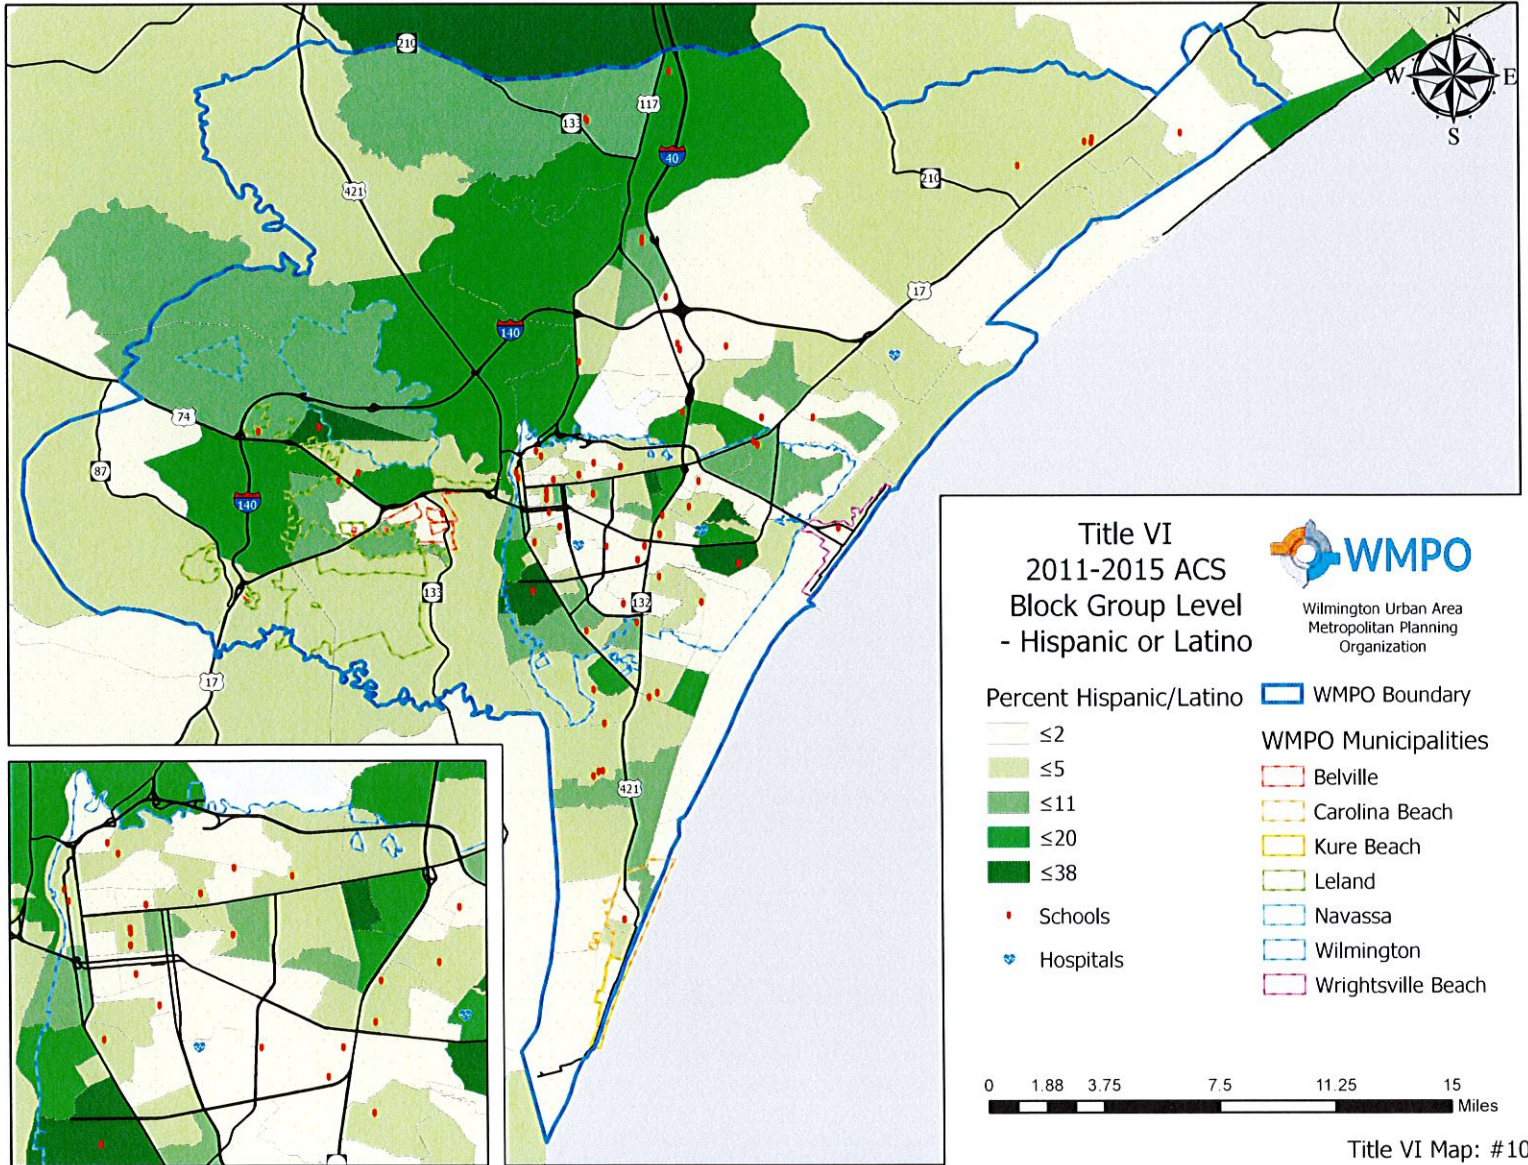 N
W E
S
210
133
117
40
421
210
17
140
74
87
140
133
132
17
421
Title VI
2011-2015 ACS
Block Group Level
- Hispanic or Latino
WMPO
Wilmington Urban Area
Metropolitan Planning
Organization
Percent Hispanic/Latino
≤2
≤5
≤11
≤20
≤38
Schools
Hospitals
WMPO Boundary
WMPO Municipalities
Belville
Carolina Beach
Kure Beach
Leland
Navassa
Wilmington
Wrightsville Beach
0 1.88 3.75 7.5 11.25 15
Miles
Title VI Map: #10